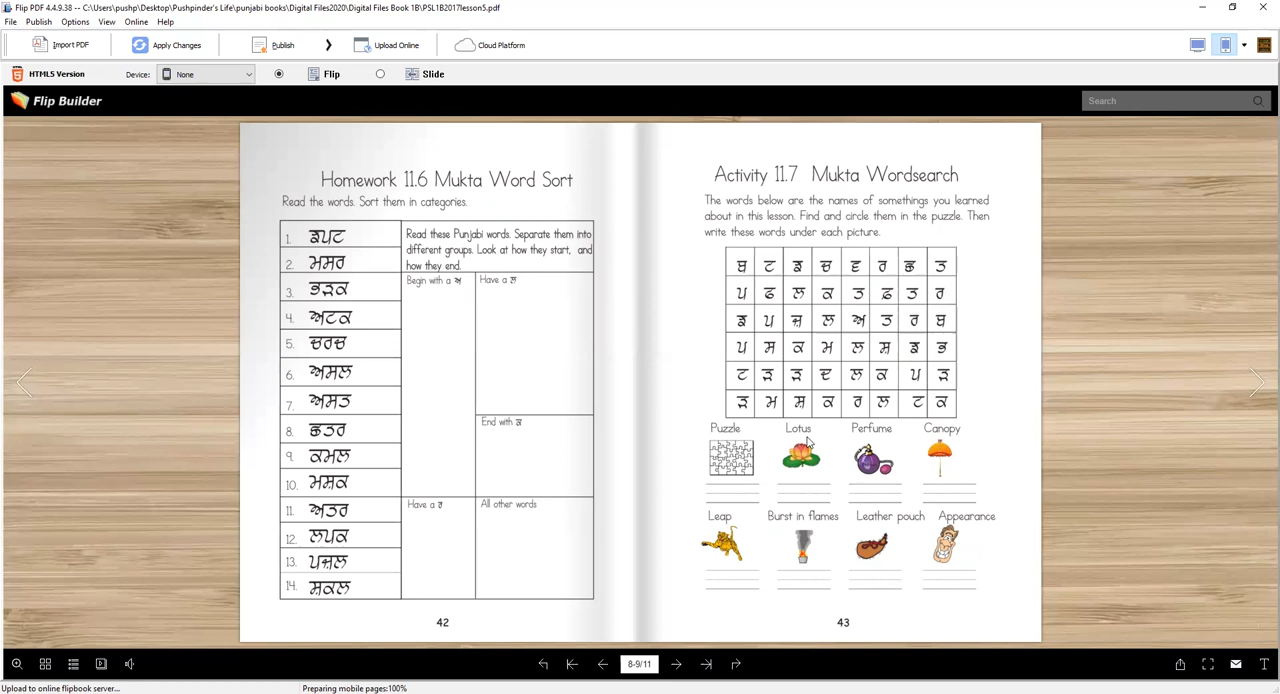 Flip PDF 4.4.9.38 -- C:\Users\pushp\Desktop\Pushpinder's Life\punjabi books\Digital Files2020\Digital Files Book 1B\PSL1B2017lesson5.pdf
File Publish Options View Window Online Help
Import PDF Apply Changes Publish Upload Online Cloud Platform
HTML5 Version Device: None Flip Slide
Flip Builder
Search
Homework 11.6 Mukta Word Sort
Read the words. Sort them in categories.
1. ਝਪਟ
2. ਮਸਰ
3. ਭੜਕ
4. ਅਟਕ
5. ਚਰਚ
6. ਅਸਲ
7. ਅਸਤ
8. ਛਤਰ
9. ਕਮਲ
10. ਮਸ਼ਕ
11. ਅਤਰ
12. ਲਪਕ
13. ਪਜ਼ਲ
14. ਸ਼ਕਲ
Read these Punjabi words. Separate them into
different groups. Look at how they start, and
how they end.
Begin with a ਅ
Have a ਲ
End with ਕ
Have a ਰ
All other words
42
Activity 11.7 Mukta Wordsearch
The words below are the names of somethings you learned
about in this lesson. Find and circle them in the puzzle. Then
write these words under each picture.
ਬ ਟ ਝ ਚ ਵ ਰ ਛ ਤ
ਪ ਫ ਲ ਕ ਤ ਫ਼ ਤ ਰ
ਝ ਪ ਜ਼ ਲ ਅ ਤ ਰ ਬ
ਪ ਸ ਕ ਮ ਲ ਸ਼ ਝ ਭ
ਟ ੜ ੜ ਦ ਲ ਕ ਪ ੜ
ੜ ਮ ਸ਼ ਕ ਰ ਲ ਟ ਕ
Puzzle Lotus Perfume Canopy
Leap Burst in flames Leather pouch Appearance
43
8-9/11
Upload to online flipbook server... Preparing mobile pages:100%